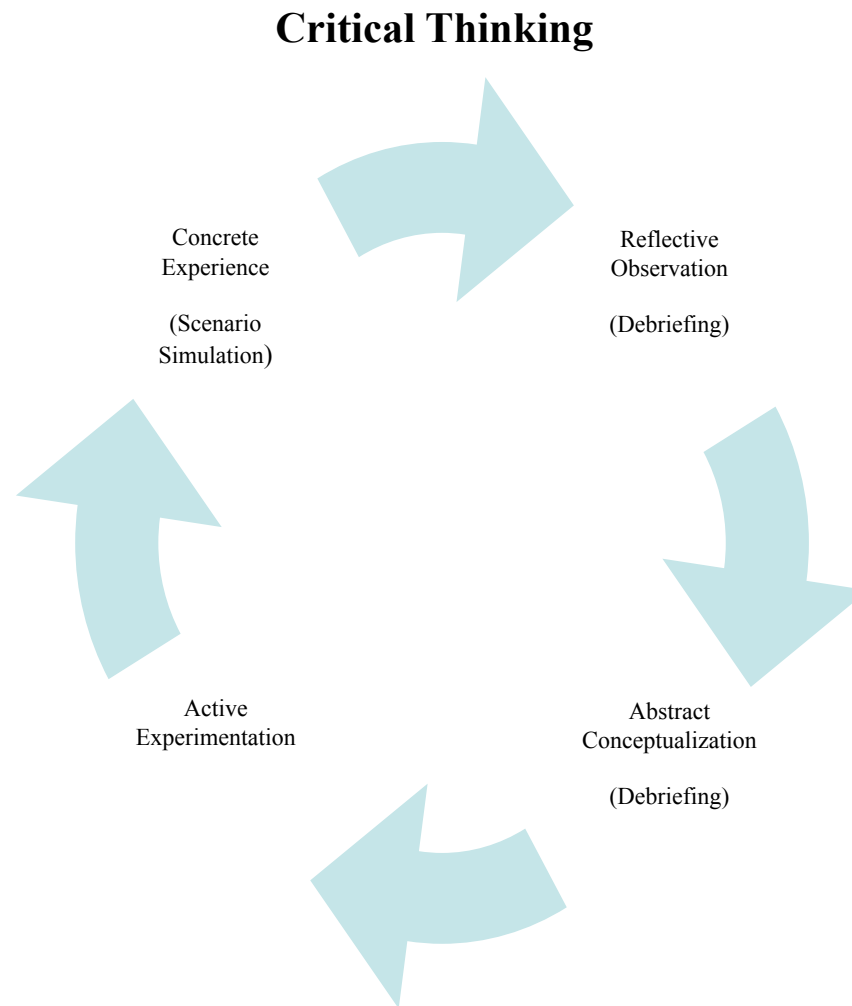 Critical Thinking
Concrete
Experience
(Scenario
Simulation)
Reflective
Observation
(Debriefing)
Abstract
Conceptualization
(Debriefing)
Active
Experimentation